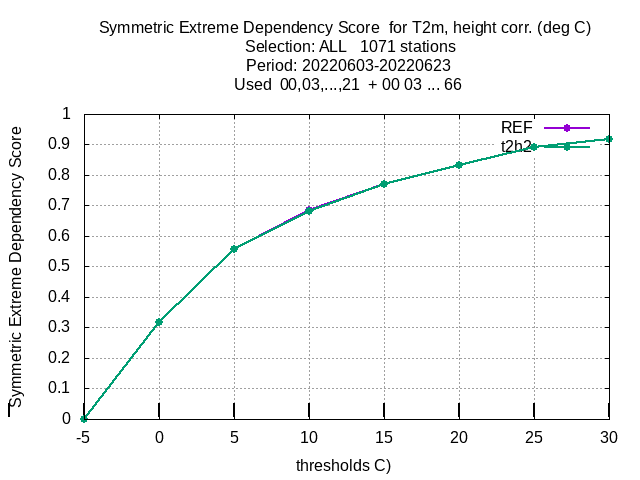 Symmetric Extreme Dependency Score  for T2m, height corr. (deg C)
Selection: ALL   1071 stations
Period: 20220603-20220623
Used  00,03,...,21  + 00 03 ... 66
REF
t2h2
Symmetric Extreme Dependency Score
1
0.9
0.8
0.7
0.6
0.5
0.4
0.3
0.2
0.1
0
-5 0 5 10 15 20 25 30
thresholds C)